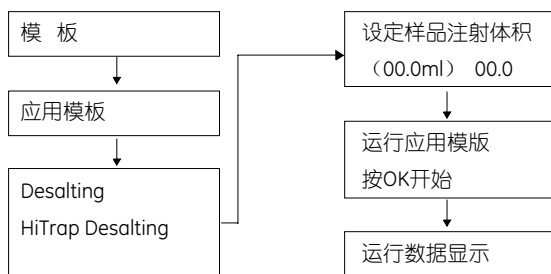 模 板
应用模板
Desalting
HiTrap Desalting
设定样品注射体积
（00.0ml） 00.0
运行应用模版
按OK开始
运行数据显示